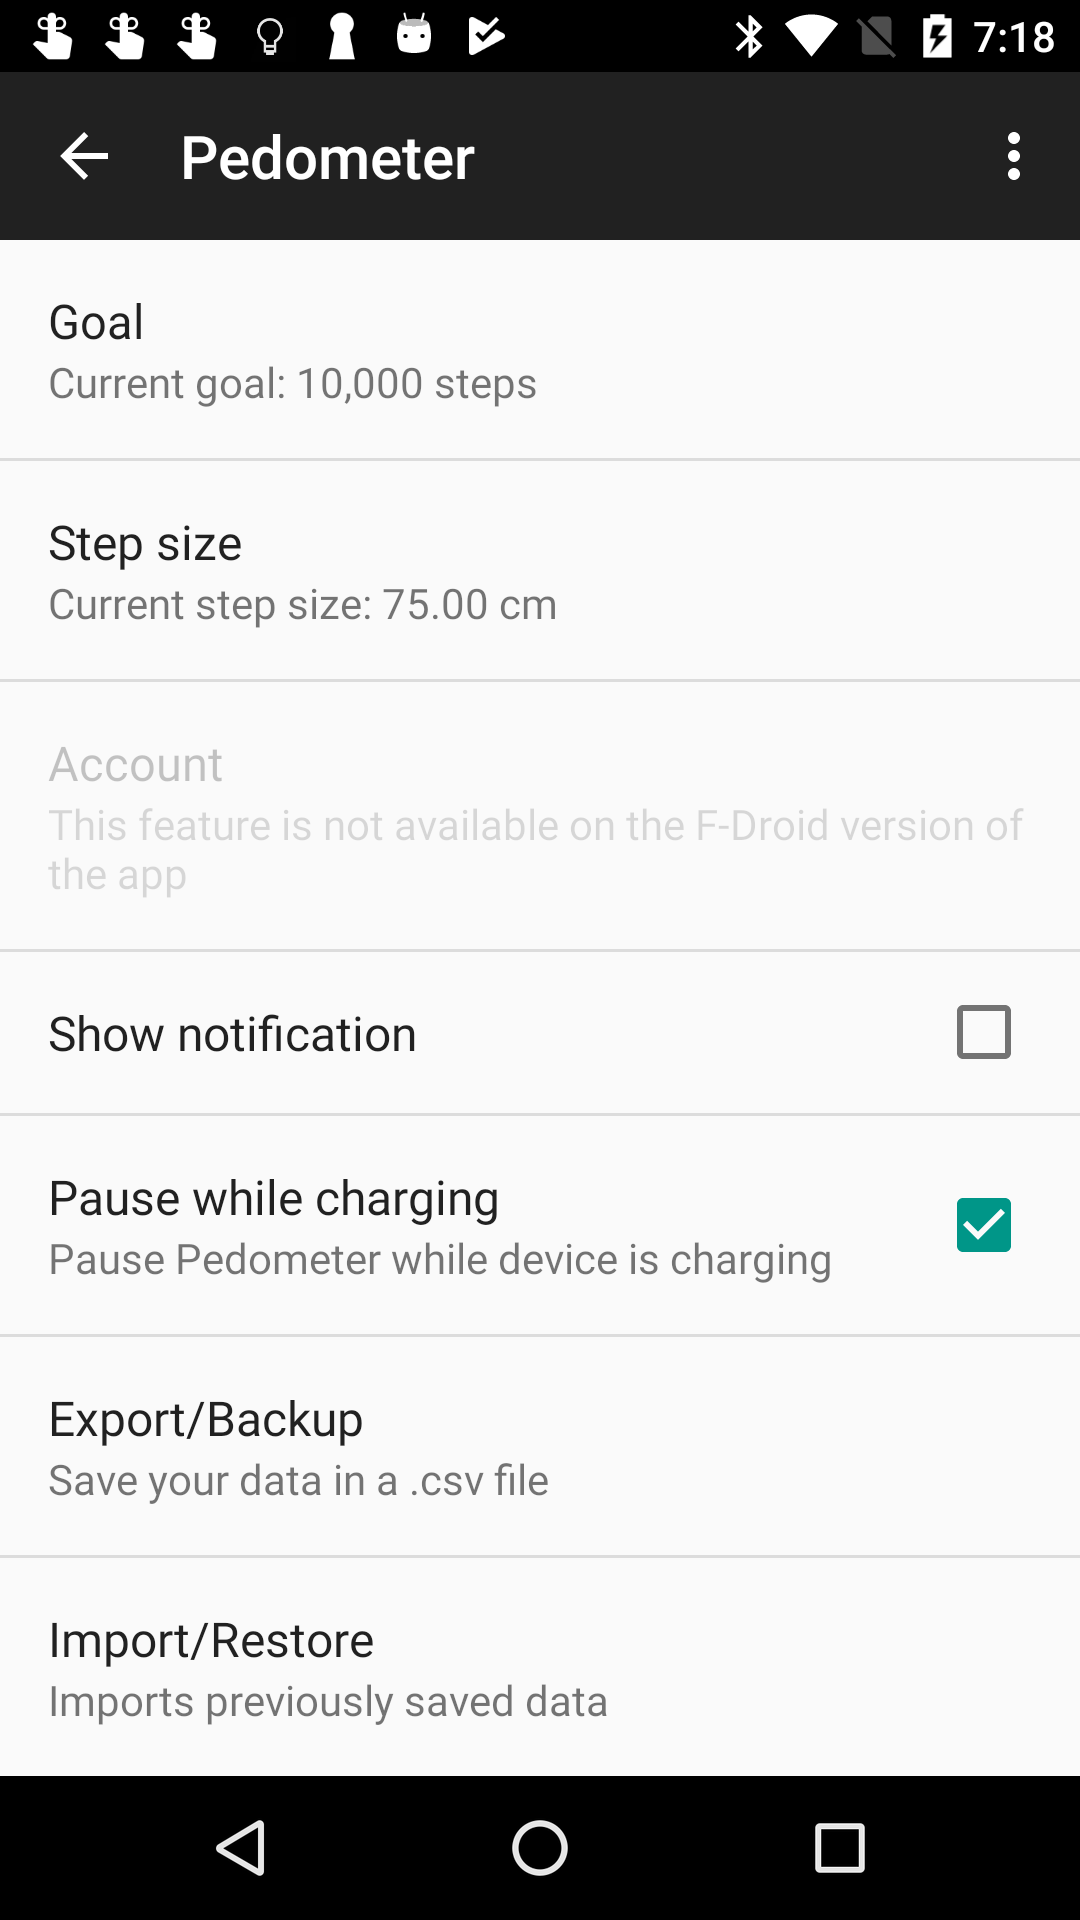 7:18
Pedometer
Goal
Current goal: 10,000 steps
Step size
Current step size: 75.00 cm
Account
This feature is not available on the F-Droid version of
the app
Show notification
Pause while charging
Pause Pedometer while device is charging
Export/Backup
Save your data in a .csv file
Import/Restore
Imports previously saved data